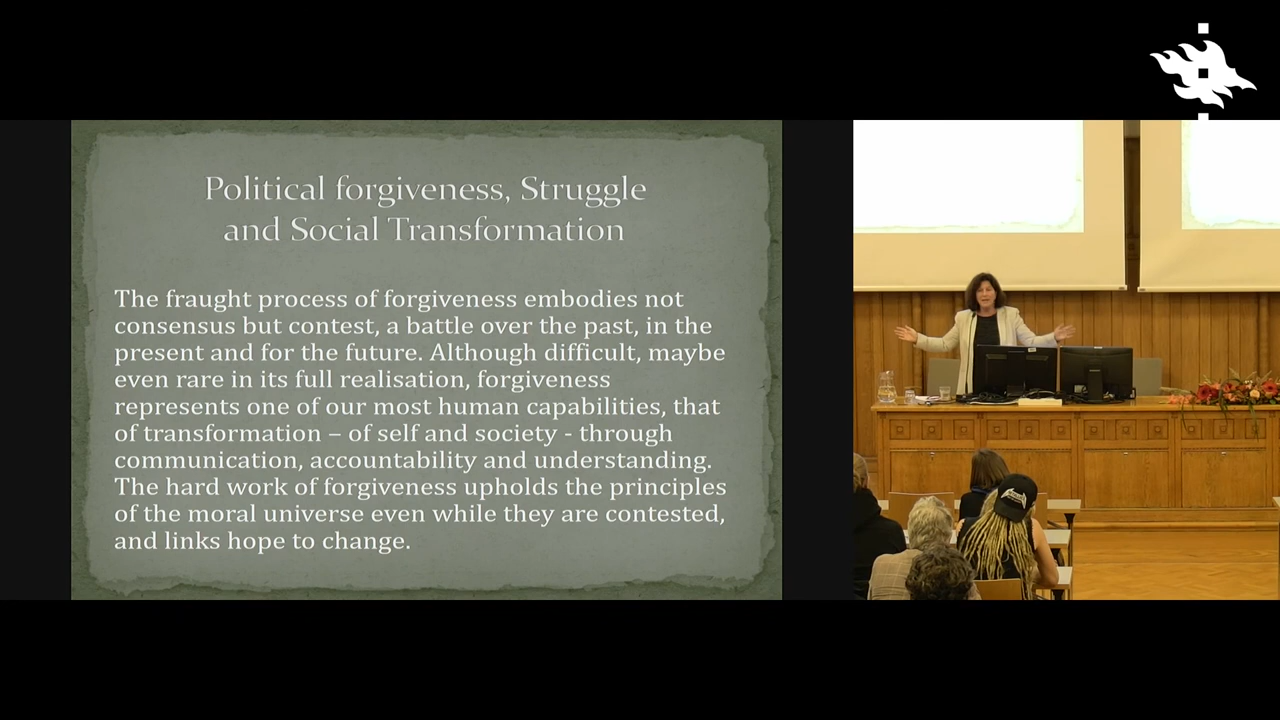 Political forgiveness, Struggle
and Social Transformation
The fraught process of forgiveness embodies not
consensus but contest, a battle over the past, in the
present and for the future. Although difficult, maybe
even rare in its full realisation, forgiveness
represents one of our most human capabilities, that
of transformation – of self and society - through
communication, accountability and understanding.
The hard work of forgiveness upholds the principles
of the moral universe even while they are contested,
and links hope to change.